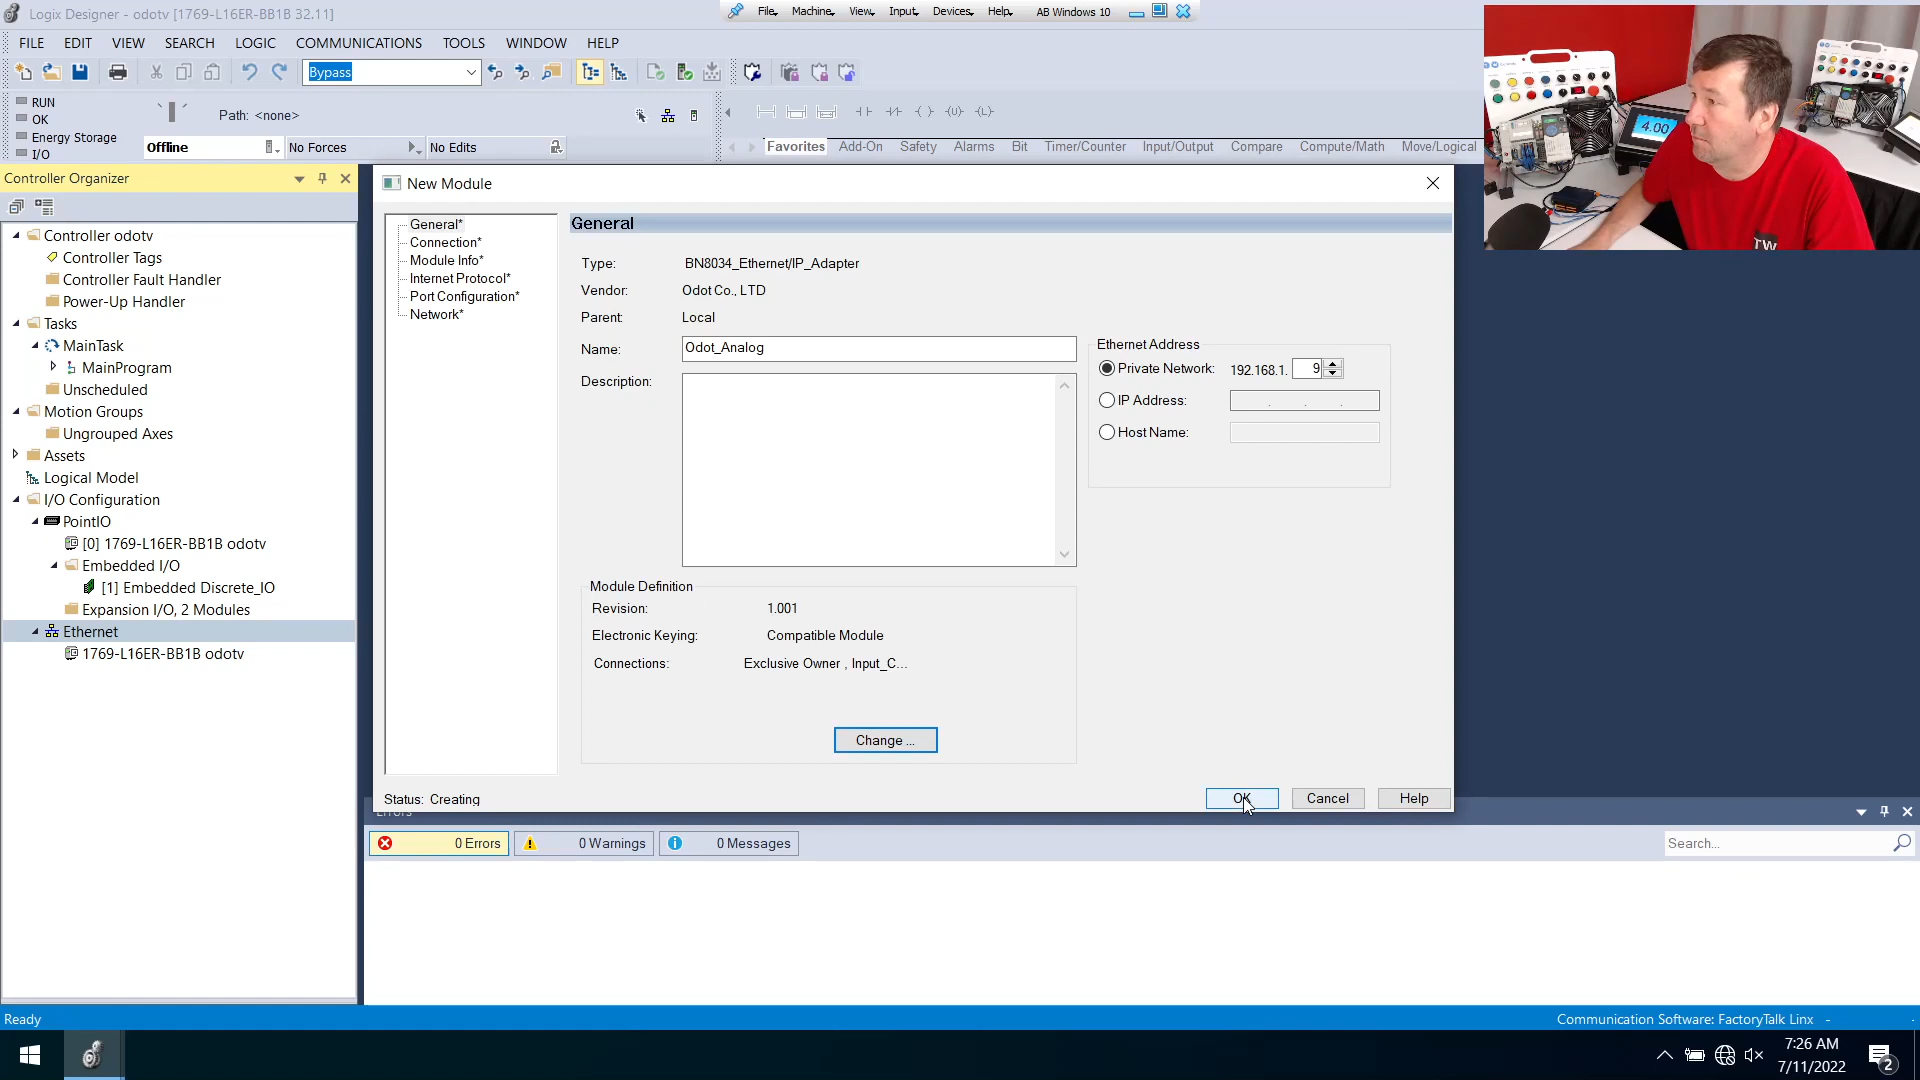 Logix Designer - odotv [1769-L16ER-BB1B 32.11]
File Machine View Input Devices Help AB Windows 10
FILE EDIT VIEW SEARCH LOGIC COMMUNICATIONS TOOLS WINDOW HELP
Bypass
RUN
OK
Energy Storage
I/O
Path: <none>
Offline No Forces No Edits
Favorites Add-On Safety Alarms Bit Timer/Counter Input/Output Compare Compute/Math Move/Logical
4.00
TW
Controller Organizer
Controller odotv
Controller Tags
Controller Fault Handler
Power-Up Handler
Tasks
MainTask
MainProgram
Unscheduled
Motion Groups
Ungrouped Axes
Assets
Logical Model
I/O Configuration
PointIO
[0] 1769-L16ER-BB1B odotv
Embedded I/O
[1] Embedded Discrete_IO
Expansion I/O, 2 Modules
Ethernet
1769-L16ER-BB1B odotv
New Module
General*
Connection*
Module Info*
Internet Protocol*
Port Configuration*
Network*
General
Type: BN8034_Ethernet/IP_Adapter
Vendor: Odot Co., LTD
Parent: Local
Name: Odot_Analog
Description:
Ethernet Address
Private Network: 192.168.1. 9
IP Address: . . .
Host Name:
Module Definition
Revision: 1.001
Electronic Keying: Compatible Module
Connections: Exclusive Owner , Input_C...
Change ...
Status: Creating
OK Cancel Help
Errors
0 Errors 0 Warnings 0 Messages
Search...
Ready
Communication Software: FactoryTalk Linx -
7:26 AM
7/11/2022
2